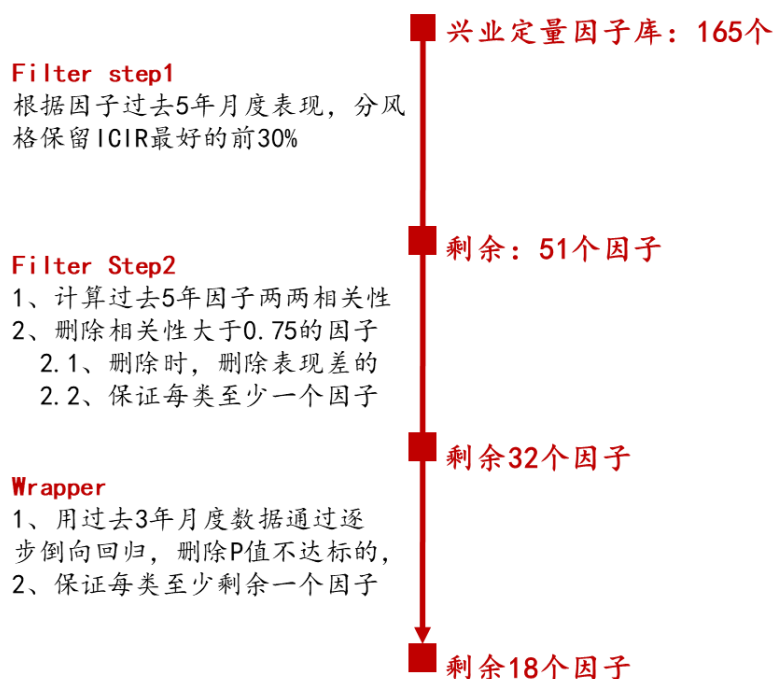 兴业定量因子库：165个
Filter step1
根据因子过去5年月度表现，分风
格保留ICIR最好的前30%
剩余：51个因子
Filter Step2
1、计算过去5年因子两两相关性
2、删除相关性大于0.75的因子
2.1、删除时，删除表现差的
2.2、保证每类至少一个因子
剩余32个因子
Wrapper
1、用过去3年月度数据通过逐
步倒向回归，删除P值不达标的，
2、保证每类至少剩余一个因子
剩余18个因子